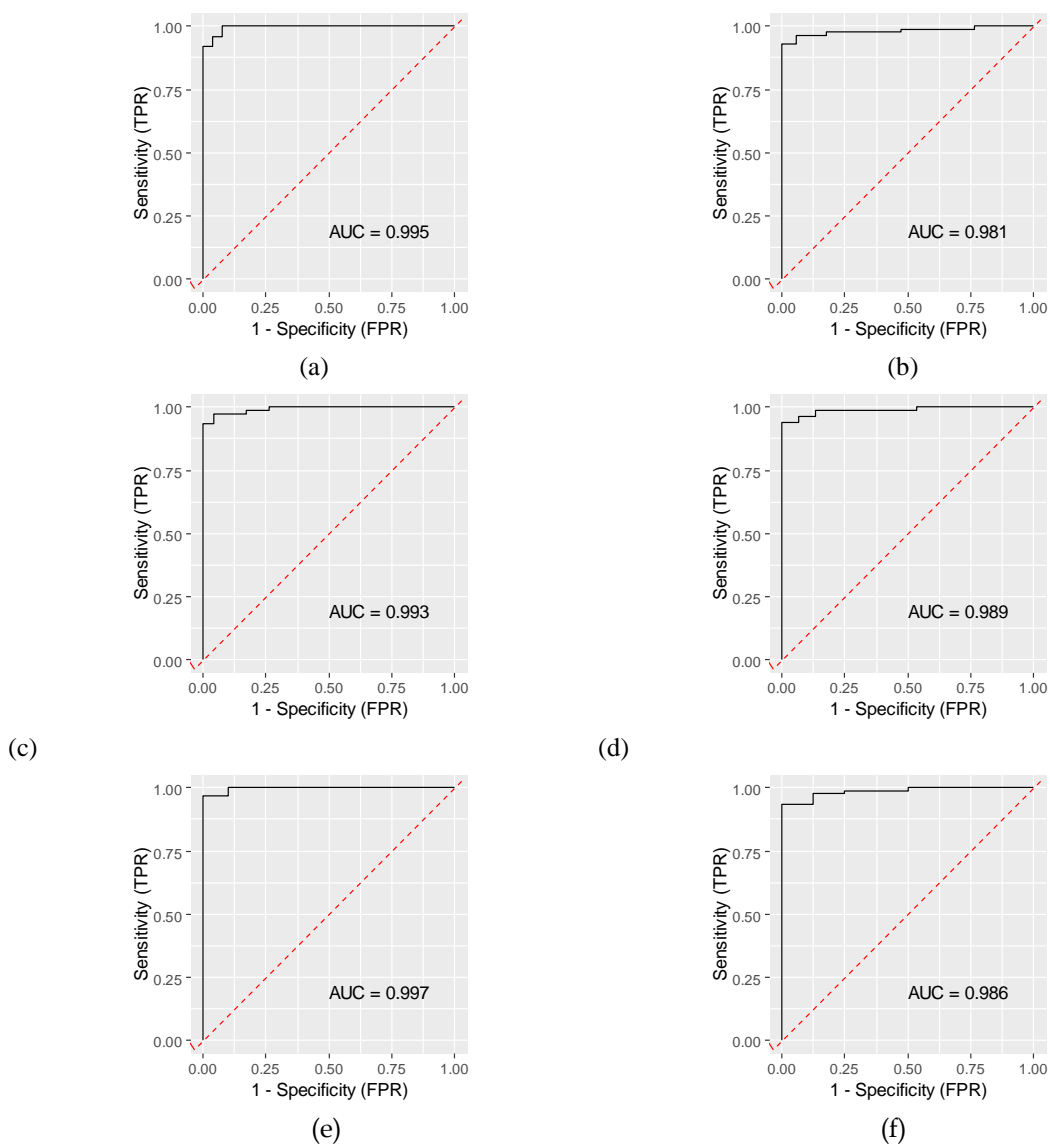 1.00
0.75
0.50
0.25
0.00
Sensitivity (TPR)
AUC = 0.995
0.00 0.25 0.50 0.75 1.00
1 - Specificity (FPR)
(a)
1.00
0.75
0.50
0.25
0.00
Sensitivity (TPR)
AUC = 0.981
0.00 0.25 0.50 0.75 1.00
1 - Specificity (FPR)
(b)
1.00
0.75
0.50
0.25
0.00
Sensitivity (TPR)
AUC = 0.993
0.00 0.25 0.50 0.75 1.00
1 - Specificity (FPR)
(c)
1.00
0.75
0.50
0.25
0.00
Sensitivity (TPR)
AUC = 0.989
0.00 0.25 0.50 0.75 1.00
1 - Specificity (FPR)
(d)
1.00
0.75
0.50
0.25
0.00
Sensitivity (TPR)
AUC = 0.997
0.00 0.25 0.50 0.75 1.00
1 - Specificity (FPR)
(e)
1.00
0.75
0.50
0.25
0.00
Sensitivity (TPR)
AUC = 0.986
0.00 0.25 0.50 0.75 1.00
1 - Specificity (FPR)
(f)